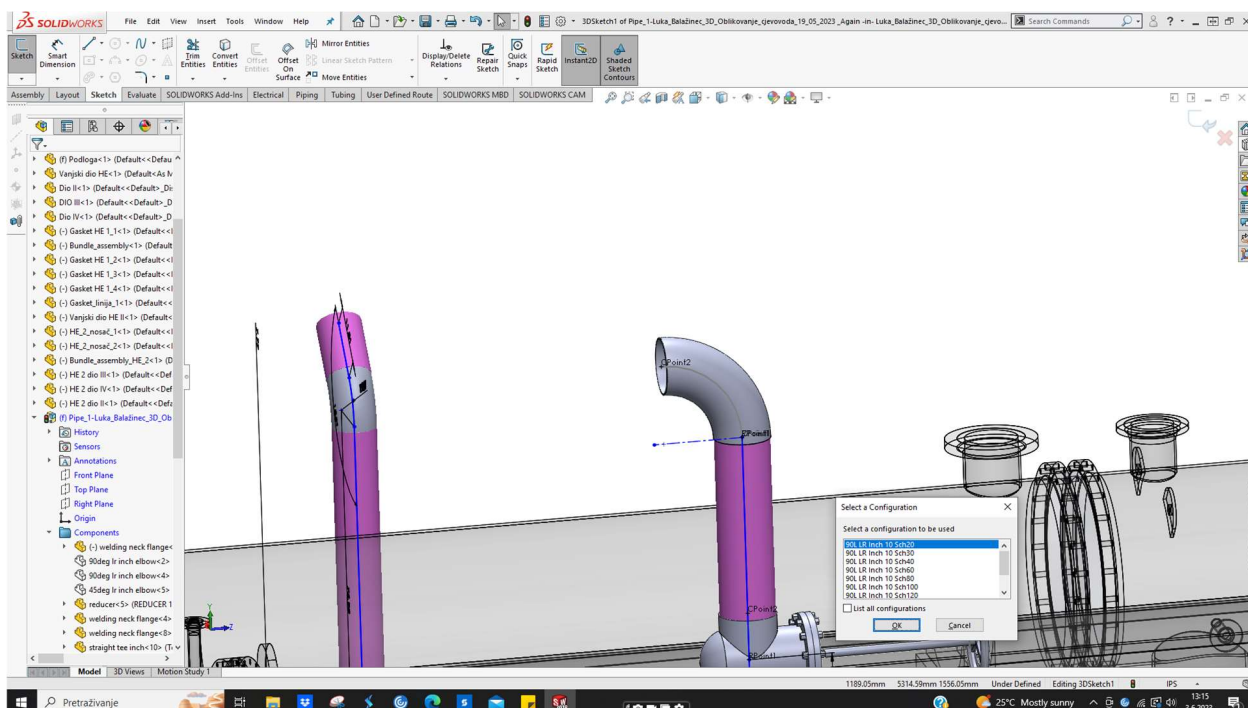 SOLIDWORKS File Edit View Insert Tools Window Help 3DSketch1 of Pipe_1-Luka_Balažinec_3D_Oblikovanje_cjevovoda_19_05_2023 _Again -in- Luka_Balažinec_3D_Oblikovanje_cjevo... Search Commands
Sketch Smart Dimension Trim Entities Convert Entities Offset Entities Offset On Surface Mirror Entities Linear Sketch Pattern Move Entities Display/Delete Relations Repair Sketch Quick Snaps Rapid Sketch Instant2D Shaded Sketch Contours
Assembly Layout Sketch Evaluate SOLIDWORKS Add-Ins Electrical Piping Tubing User Defined Route SOLIDWORKS MBD SOLIDWORKS CAM
(f) Podloga<1> (Default<<Defau
Vanjski dio HE<1> (Default<As M
Dio II<1> (Default<<Default>_Di
DIO III<1> (Default<<Default>_D
Dio IV<1> (Default<<Default>_D
(-) Gasket HE 1_1<1> (Default<<
(-) Bundle_assembly<1> (Default
(-) Gasket HE 1_2<1> (Default<<
(-) Gasket HE 1_3<1> (Default<<
(-) Gasket HE 1_4<1> (Default<<
(-) Gasket_linija_1<1> (Default<<
(-) Vanjski dio HE II<1> (Default<
(-) HE_2_nosač_1<1> (Default<<
(-) HE_2_nosač_2<1> (Default<<
(-) Bundle_assembly_HE_2<1> (D
(-) HE 2 dio III<1> (Default<<Def
(-) HE 2 dio IV<1> (Default<<Def
(-) HE 2 dio II<1> (Default<<Defa
(f) Pipe_1-Luka_Balažinec_3D_Ob
History
Sensors
Annotations
Front Plane
Top Plane
Right Plane
Origin
Components
(-) welding neck flange<
90deg lr inch elbow<2>
90deg lr inch elbow<4>
45deg lr inch elbow<5>
reducer<5> (REDUCER 1
welding neck flange<4>
welding neck flange<8>
straight tee inch<10> (T
CPoint2
CPoint2
Y
Z
Select a Configuration
Select a configuration to be used
90L LR Inch 10 Sch20
90L LR Inch 10 Sch30
90L LR Inch 10 Sch40
90L LR Inch 10 Sch60
90L LR Inch 10 Sch80
90L LR Inch 10 Sch100
90L LR Inch 10 Sch120
List all configurations
OK Cancel
Model 3D Views Motion Study 1
1189.05mm 5314.59mm 1556.05mm Under Defined Editing 3DSketch1 IPS
Pretraživanje 25°C Mostly sunny 13:15